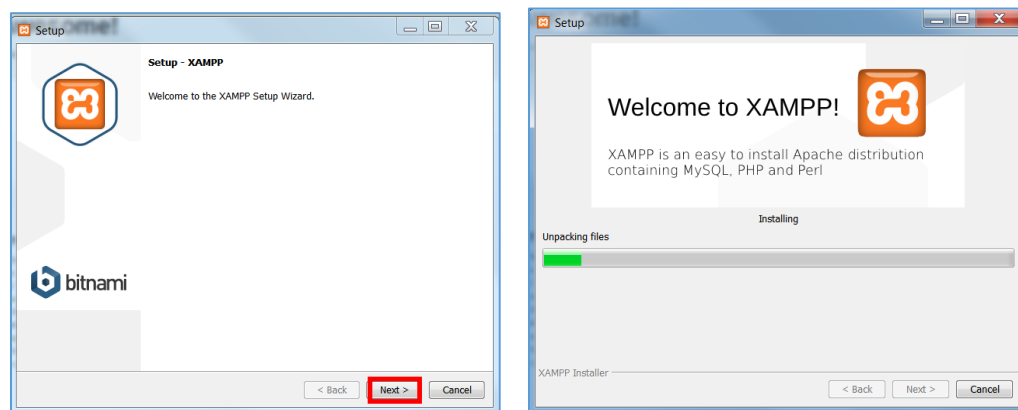 Setup
Setup - XAMPP
Welcome to the XAMPP Setup Wizard.
bitnami
< Back
Next >
Cancel
Setup
Welcome to XAMPP!
XAMPP is an easy to install Apache distribution
containing MySQL, PHP and Perl
Installing
Unpacking files
XAMPP Installer
< Back
Next >
Cancel